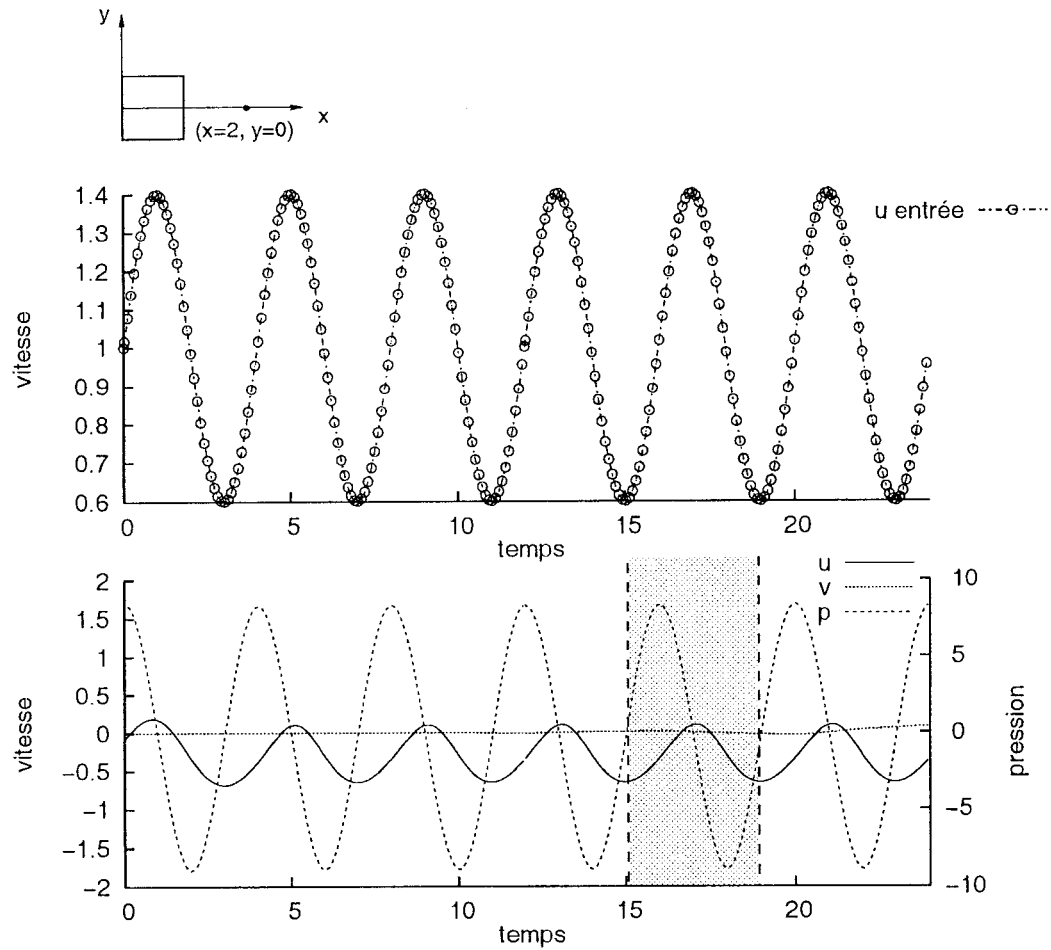 y
x
(x=2, y=0)
1.4
1.3
1.2
1.1
1
0.9
0.8
0.7
0.6
vitesse
u entrée
0 5 10 15 20
temps
2
1.5
1
0.5
0
−0.5
−1
−1.5
−2
vitesse
u
v
p
10
5
0
−5
−10
pression
0 5 10 15 20
temps